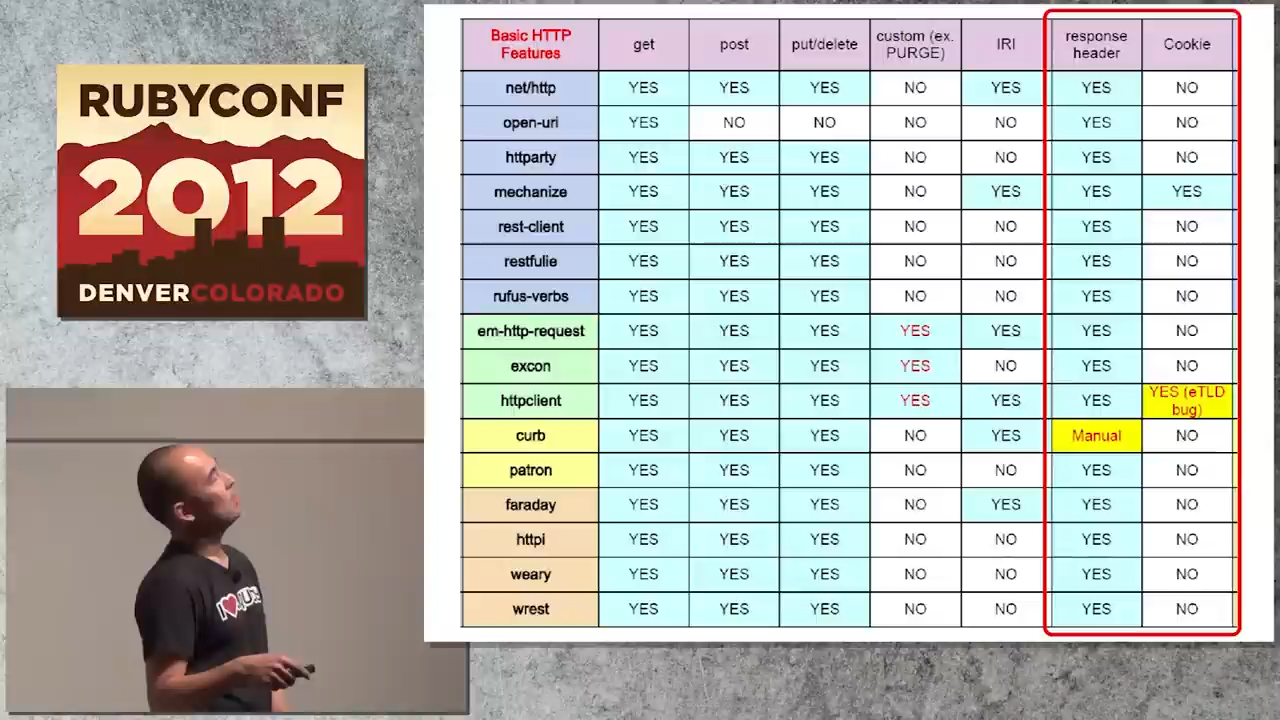 RUBYCONF
2012
DENVERCOLORADO
Basic HTTP Features get post put/delete custom (ex. PURGE) IRI response header Cookie
net/http YES YES YES NO YES YES NO
open-uri YES NO NO NO NO YES NO
httparty YES YES YES NO NO YES NO
mechanize YES YES YES NO YES YES YES
rest-client YES YES YES NO NO YES NO
restfulie YES YES YES NO NO YES NO
rufus-verbs YES YES YES NO NO YES NO
em-http-request YES YES YES YES YES YES NO
excon YES YES YES YES NO YES NO
httpclient YES YES YES YES YES YES YES (eTLD bug)
curb YES YES YES NO YES Manual NO
patron YES YES YES NO NO YES NO
faraday YES YES YES NO YES YES NO
httpi YES YES YES NO NO YES NO
weary YES YES YES NO NO YES NO
wrest YES YES YES NO NO YES NO
I